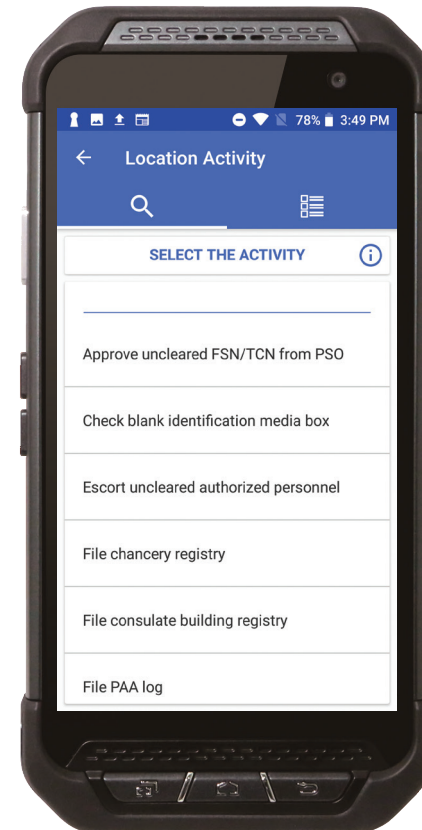 78% 3:49 PM
Location Activity
SELECT THE ACTIVITY
Approve uncleared FSN/TCN from PSO
Check blank identification media box
Escort uncleared authorized personnel
File chancery registry
File consulate building registry
File PAA log